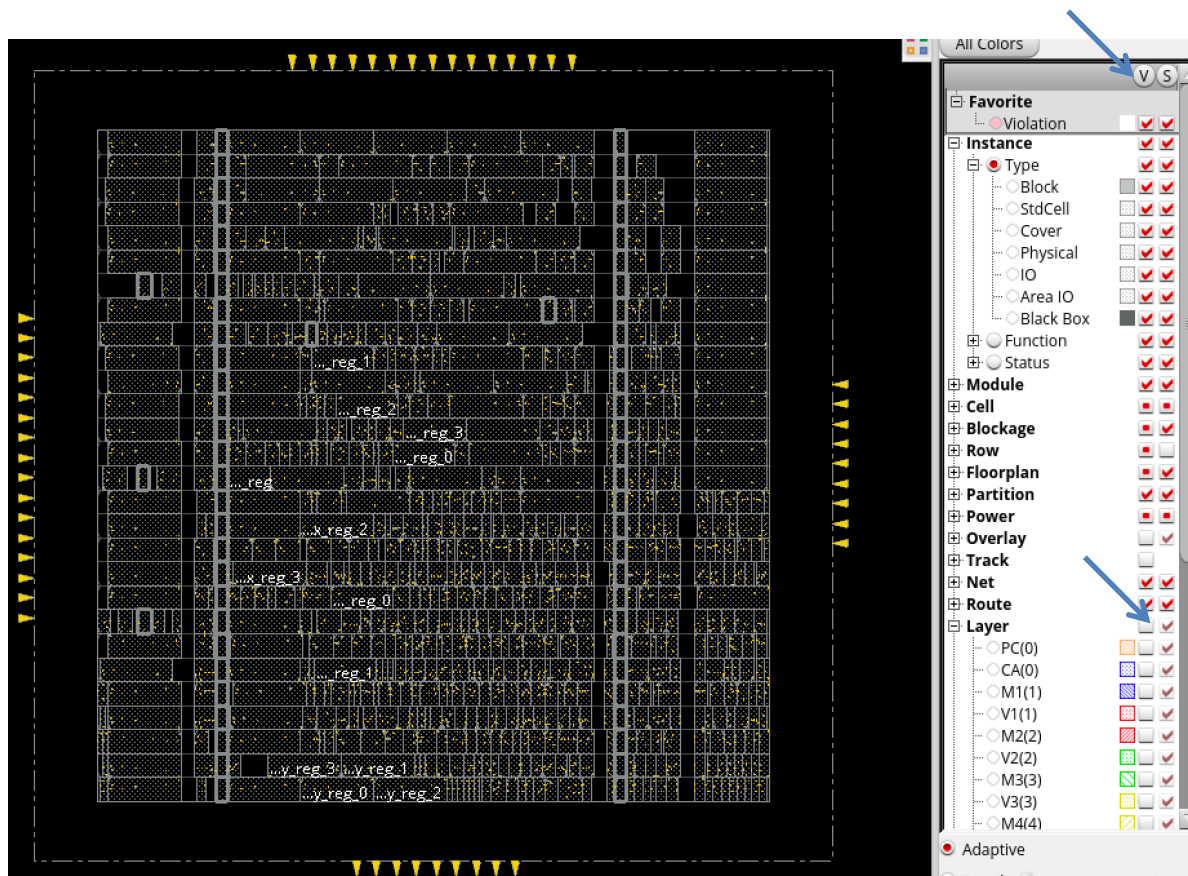 All Colors
V S
Favorite
Violation
Instance
Type
Block
StdCell
Cover
Physical
IO
Area IO
Black Box
Function
Status
Module
Cell
Blockage
Row
Floorplan
Partition
Power
Overlay
Track
Net
Route
Layer
PC(0)
CA(0)
M1(1)
V1(1)
M2(2)
V2(2)
M3(3)
V3(3)
M4(4)
Adaptive
..._reg_1
..._reg_2
..._reg_3
..._reg_0
..._reg
...x_reg_2
...x_reg_3
..._reg_0
..._reg_1
...y_reg_3 ...y_reg_1
...y_reg_0 ...y_reg_2